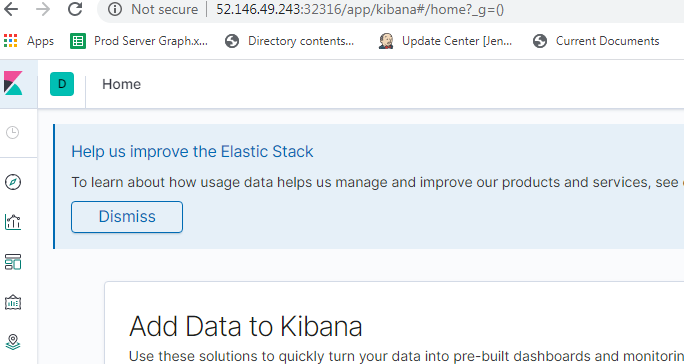 Not secure | 52.146.49.243:32316/app/kibana#/home?_g=()
Apps Prod Server Graph.x... Directory contents... Update Center [Jen... Current Documents
D Home
Help us improve the Elastic Stack
To learn about how usage data helps us manage and improve our products and services, see
Dismiss
Add Data to Kibana
Use these solutions to quickly turn your data into pre-built dashboards and monitorin